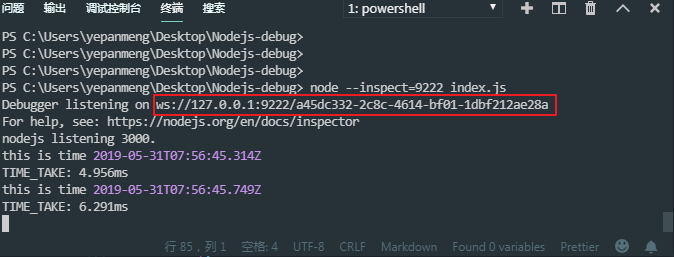 问题 输出 调试控制台 终端 搜索 1: powershell
PS C:\Users\yepanmeng\Desktop\Nodejs-debug>
PS C:\Users\yepanmeng\Desktop\Nodejs-debug>
PS C:\Users\yepanmeng\Desktop\Nodejs-debug>
PS C:\Users\yepanmeng\Desktop\Nodejs-debug> node --inspect=9222 index.js
Debugger listening on ws://127.0.0.1:9222/a45dc332-2c8c-4614-bf01-1dbf212ae28a
For help, see: https://nodejs.org/en/docs/inspector
nodejs listening 3000.
this is time 2019-05-31T07:56:45.314Z
TIME_TAKE: 4.956ms
this is time 2019-05-31T07:56:45.749Z
TIME_TAKE: 6.291ms
行 85，列 1 空格: 4 UTF-8 CRLF Markdown Found 0 variables Prettier